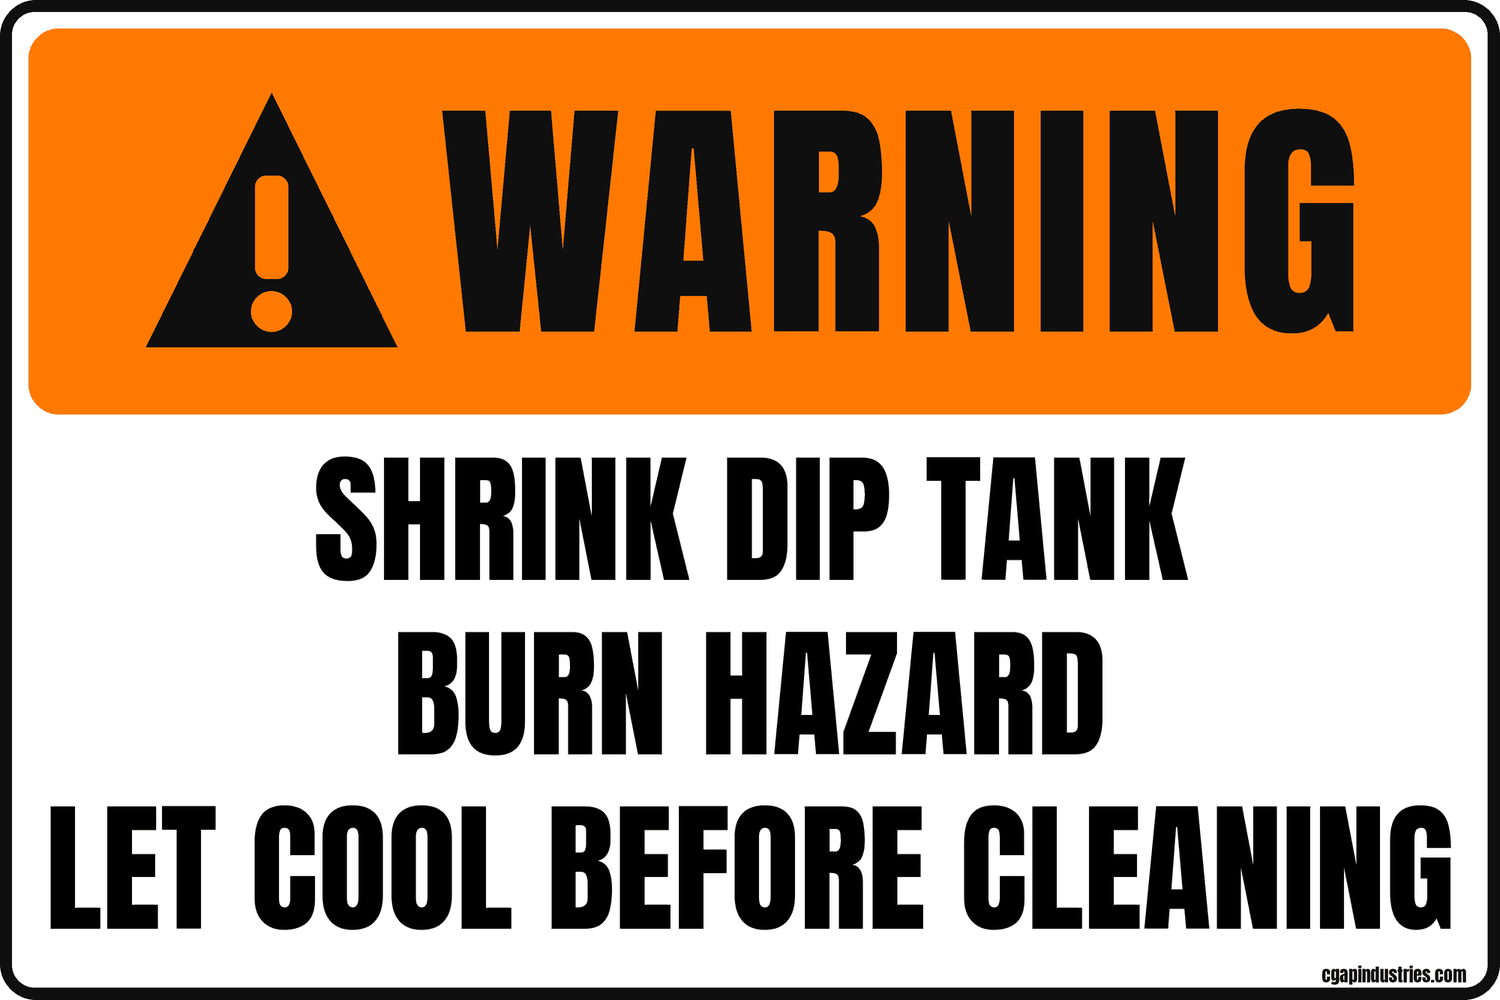 WARNING
SHRINK DIP TANK
BURN HAZARD
LET COOL BEFORE CLEANING
cgapindustries.com